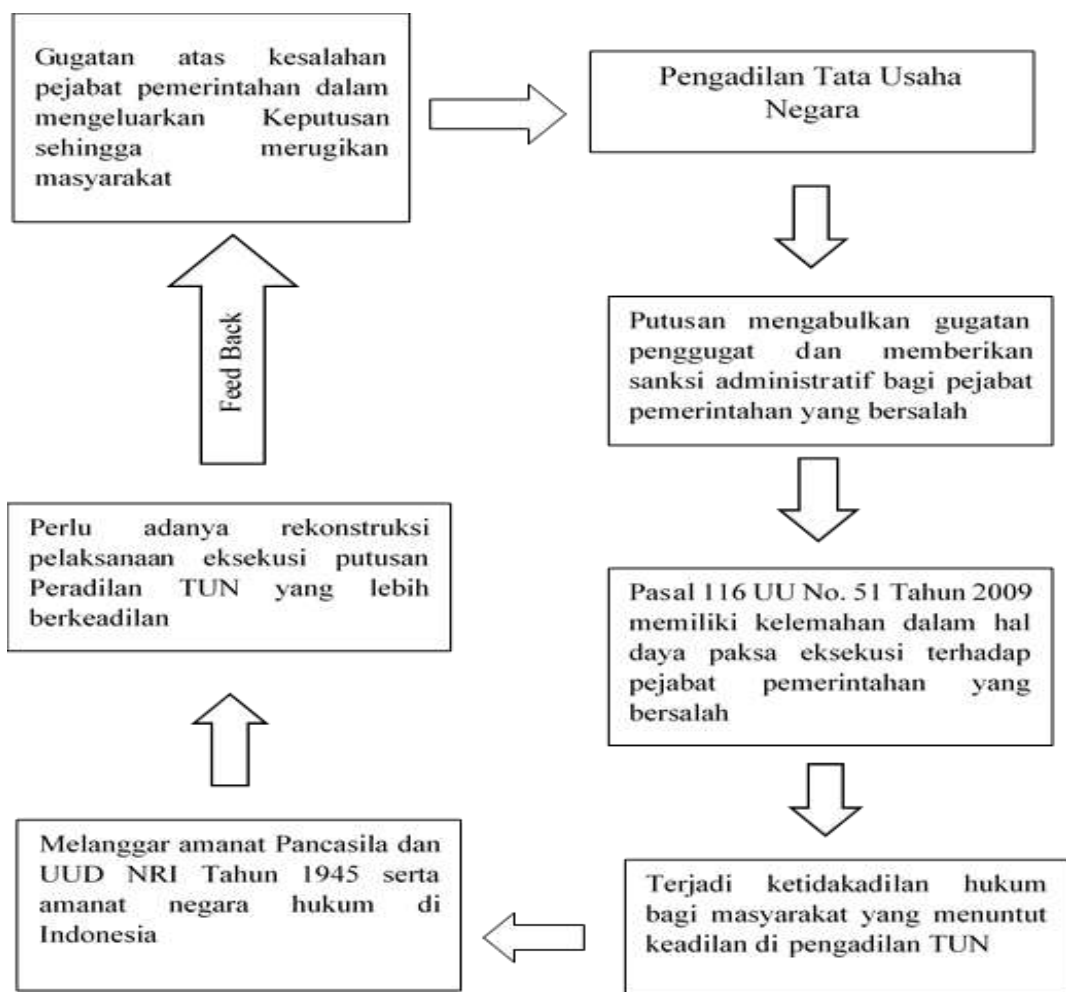 Gugatan atas kesalahan
pejabat pemerintahan dalam
mengeluarkan Keputusan
sehingga merugikan
masyarakat
Pengadilan Tata Usaha
Negara
Putusan mengabulkan gugatan
penggugat dan memberikan
sanksi administratif bagi pejabat
pemerintahan yang bersalah
Pasal 116 UU No. 51 Tahun 2009
memiliki kelemahan dalam hal
daya paksa eksekusi terhadap
pejabat pemerintahan yang
bersalah
Terjadi ketidakadilan hukum
bagi masyarakat yang menuntut
keadilan di pengadilan TUN
Melanggar amanat Pancasila dan
UUD NRI Tahun 1945 serta
amanat negara hukum di
Indonesia
Perlu adanya rekonstruksi
pelaksanaan eksekusi putusan
Peradilan TUN yang lebih
berkeadilan
Feed Back